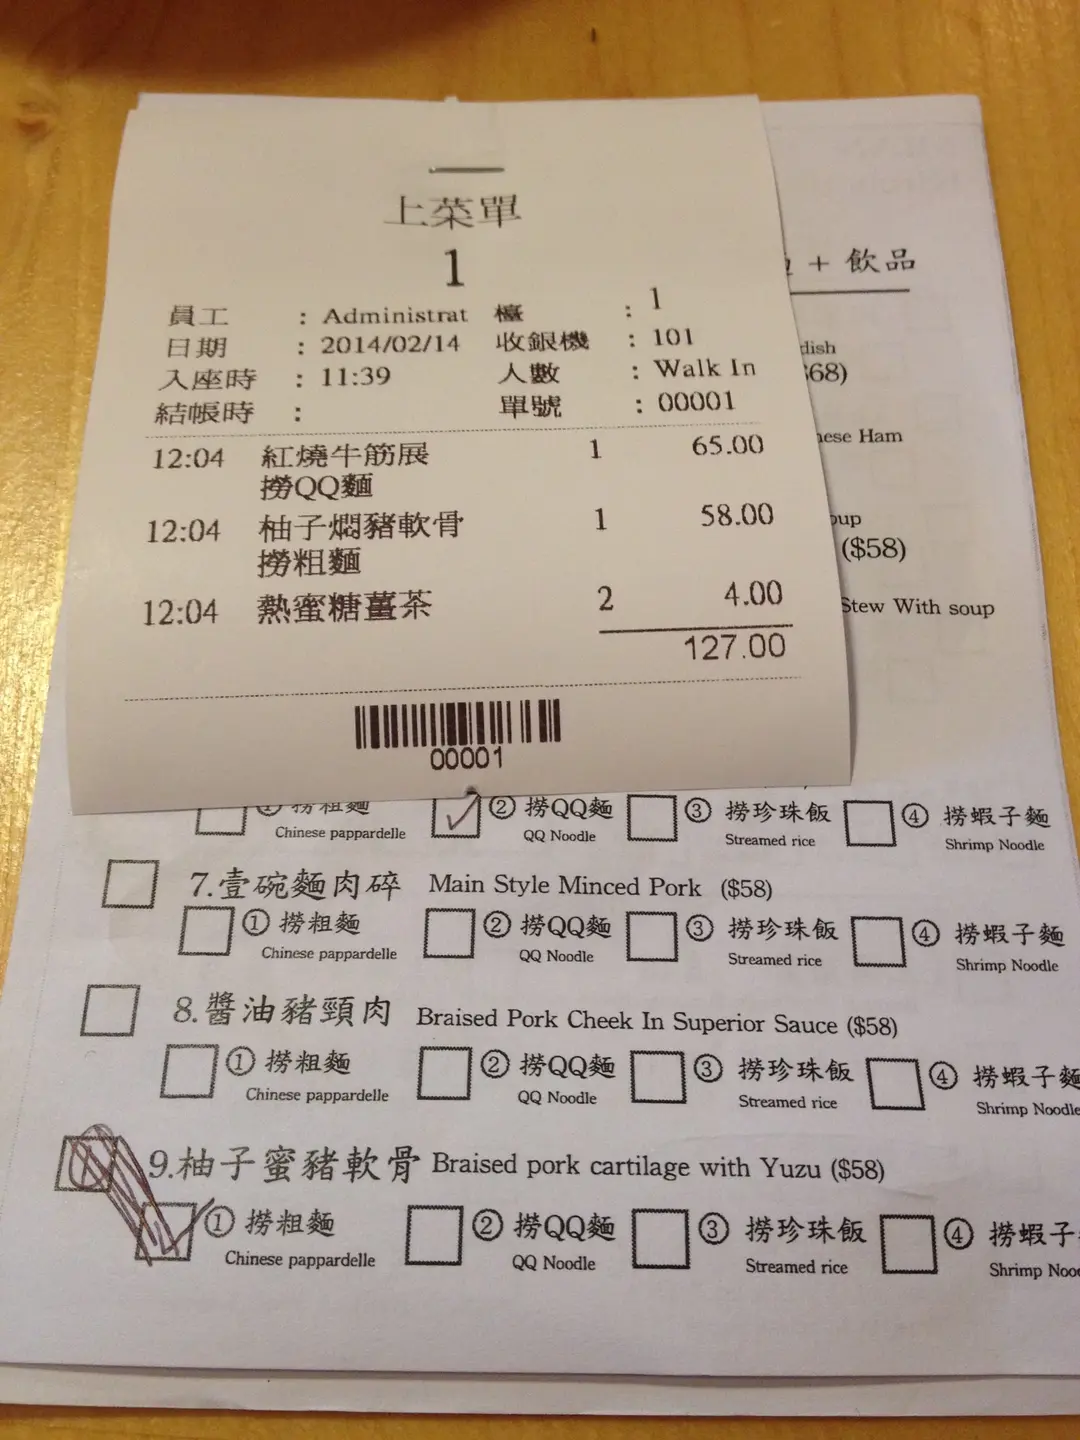 上菜單
1
員工 : Administrat 檯 : 1
日期 : 2014/02/14 收銀機 : 101
入座時 : 11:39 人數 : Walk In
結帳時 : 單號 : 00001
12:04 紅燒牛筋展 1 65.00
撈QQ麵
12:04 柚子燜豬軟骨 1 58.00
撈粗麵
12:04 熱蜜糖薑茶 2 4.00
127.00
00001
+ 飲品
dish
$68)
nese Ham
oup
($58)
Stew With soup
① 撈粗麵 ② 撈QQ麵 ③ 撈珍珠飯 ④ 撈蝦子麵
Chinese pappardelle QQ Noodle Streamed rice Shrimp Noodle
7.壹碗麵肉碎 Main Style Minced Pork ($58)
① 撈粗麵 ② 撈QQ麵 ③ 撈珍珠飯 ④ 撈蝦子麵
Chinese pappardelle QQ Noodle Streamed rice Shrimp Noodle
8.醬油豬頸肉 Braised Pork Cheek In Superior Sauce ($58)
① 撈粗麵 ② 撈QQ麵 ③ 撈珍珠飯 ④ 撈蝦子麵
Chinese pappardelle QQ Noodle Streamed rice Shrimp Noodle
9.柚子蜜豬軟骨 Braised pork cartilage with Yuzu ($58)
① 撈粗麵 ② 撈QQ麵 ③ 撈珍珠飯 ④ 撈蝦子
Chinese pappardelle QQ Noodle Streamed rice Shrimp Noo